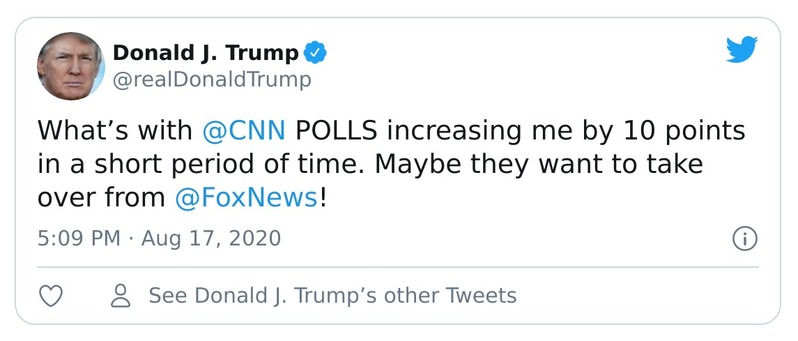 Donald J. Trump
@realDonaldTrump
What’s with @CNN POLLS increasing me by 10 points
in a short period of time. Maybe they want to take
over from @FoxNews!
5:09 PM · Aug 17, 2020
See Donald J. Trump’s other Tweets